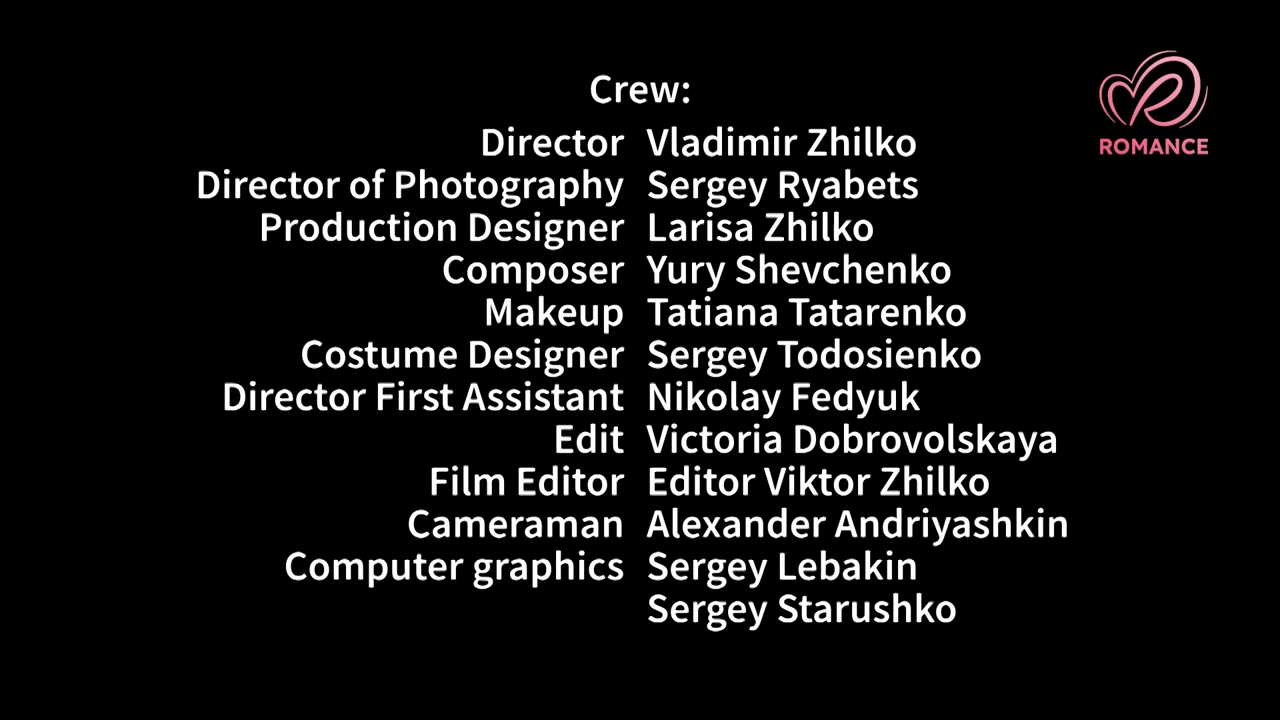 Crew:
Director Vladimir Zhilko
Director of Photography Sergey Ryabets
Production Designer Larisa Zhilko
Composer Yury Shevchenko
Makeup Tatiana Tatarenko
Costume Designer Sergey Todosienko
Director First Assistant Nikolay Fedyuk
Edit Victoria Dobrovolskaya
Film Editor Editor Viktor Zhilko
Cameraman Alexander Andriyashkin
Computer graphics Sergey Lebakin
Sergey Starushko
ROMANCE